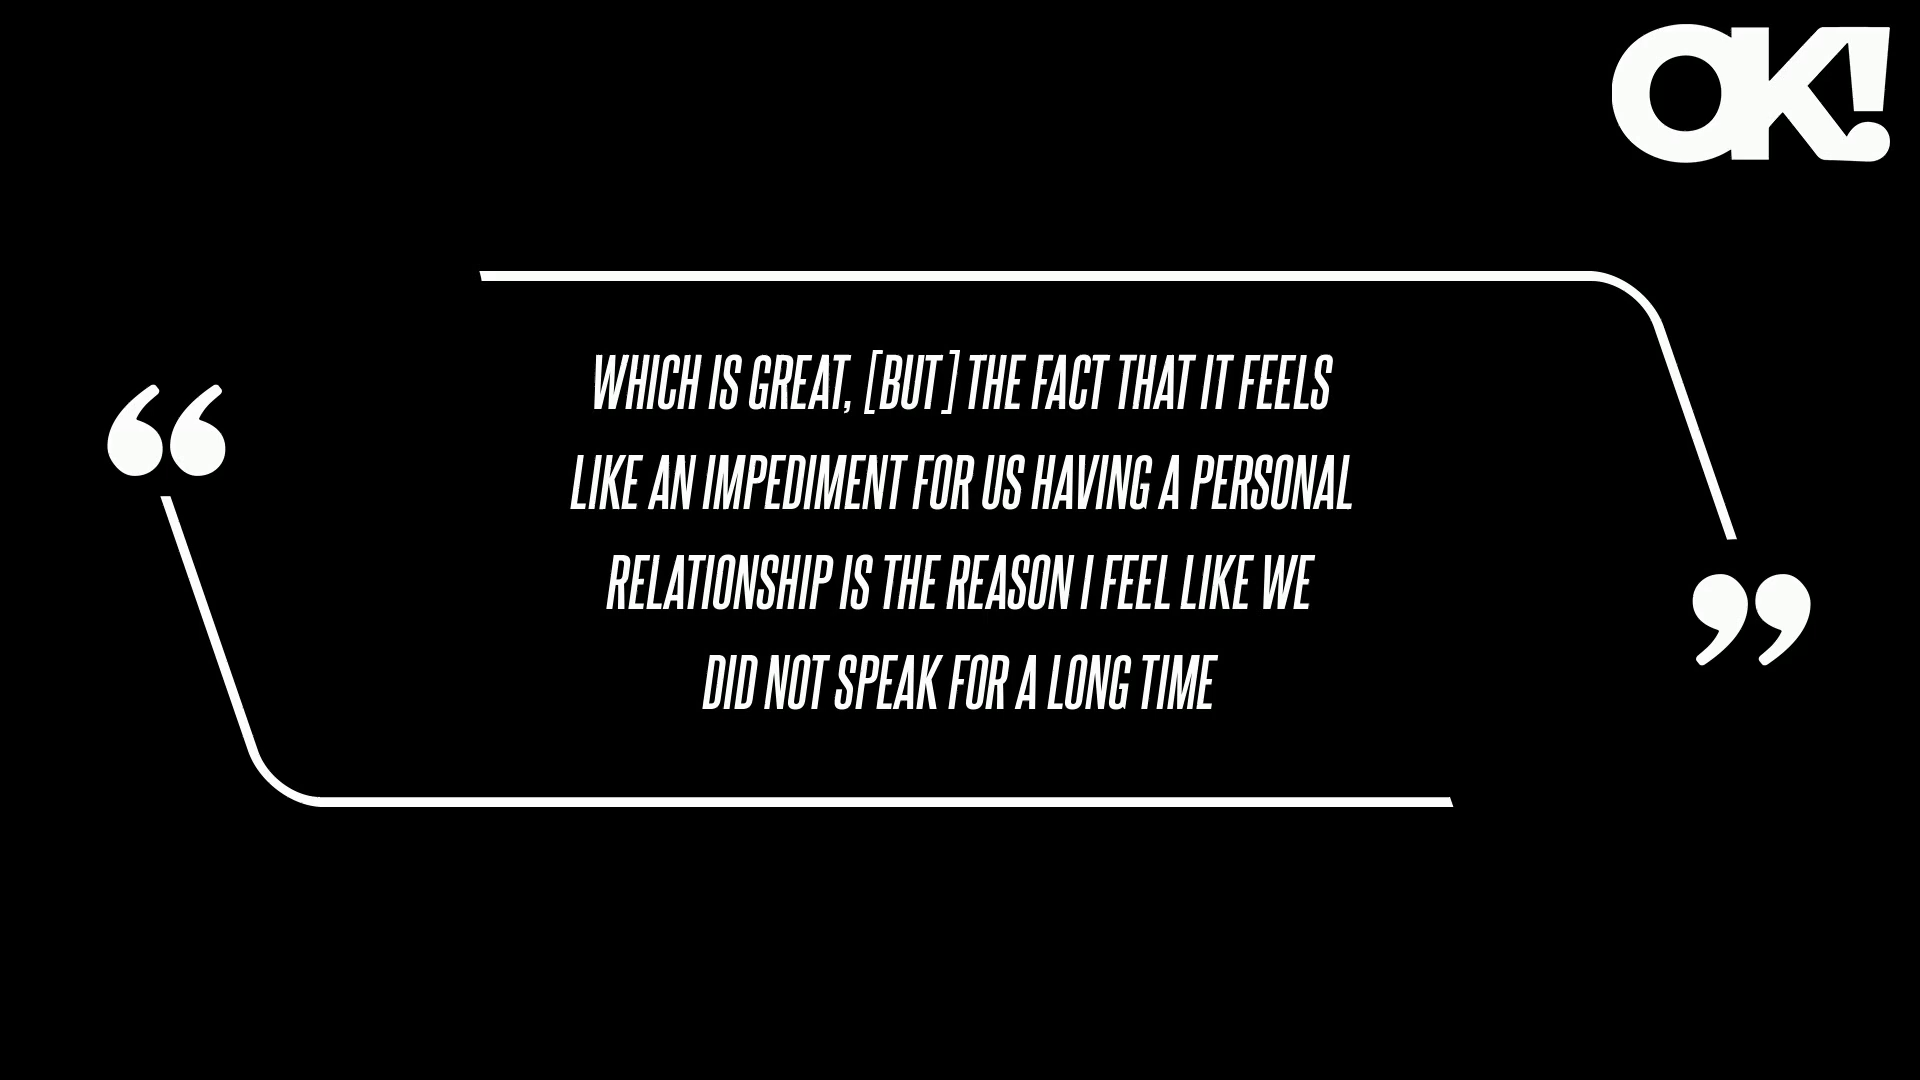 OK!
“
WHICH IS GREAT, [BUT] THE FACT THAT IT FEELS
LIKE AN IMPEDIMENT FOR US HAVING A PERSONAL
RELATIONSHIP IS THE REASON I FEEL LIKE WE
DID NOT SPEAK FOR A LONG TIME
”